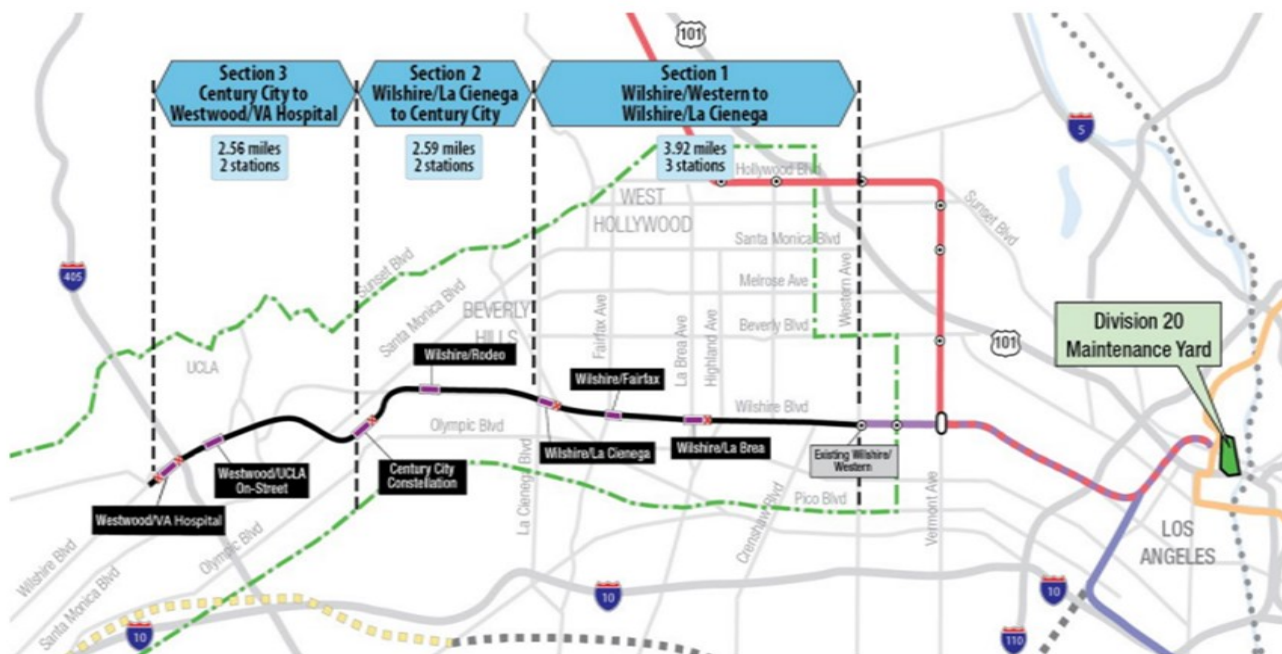 101
Section 3
Century City to
Westwood/VA Hospital
2.56 miles
2 stations
Section 2
Wilshire/La Cienega
to Century City
2.59 miles
2 stations
Section 1
Wilshire/Western to
Wilshire/La Cienega
3.92 miles
3 stations
5
Hollywood Blvd
WEST
HOLLYWOOD
Sunset Blvd
Santa Monica Blvd
405
Sunset Blvd
Melrose Ave
Western Ave
Santa Monica Blvd
BEVERLY
HILLS
Fairfax Ave
La Brea Ave
Highland Ave
Beverly Blvd
101
Division 20
Maintenance Yard
UCLA
Wilshire/Rodeo
Wilshire/Fairfax
Wilshire Blvd
Olympic Blvd
Wilshire/La Cienega
Wilshire/La Brea
Existing Wilshire/
Western
Westwood/UCLA
On-Street
Century City
Constellation
Westwood/VA Hospital
La Cienega Blvd
Crenshaw Blvd
Pico Blvd
Vermont Ave
LOS
ANGELES
Wilshire Blvd
Santa Monica Blvd
Olympic Blvd
10
10
10
110